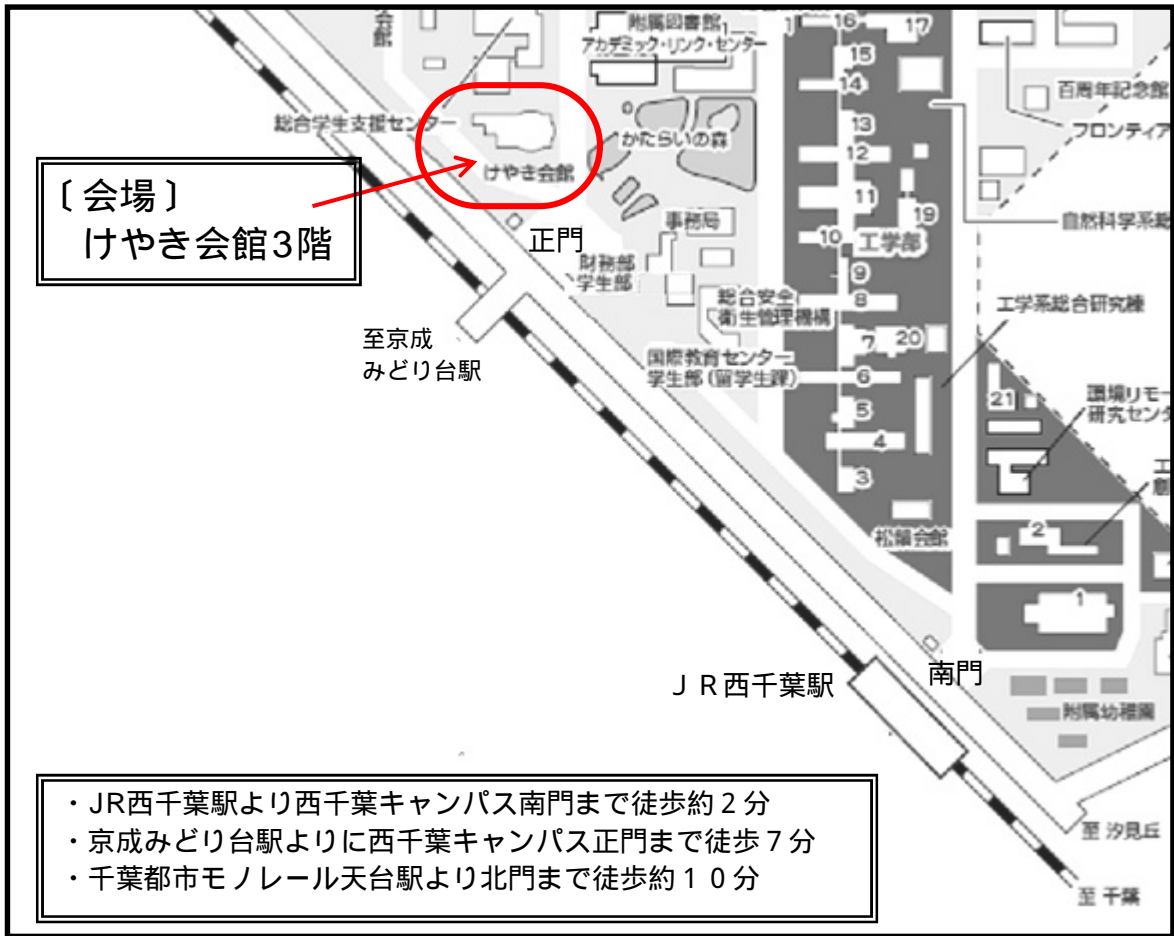 附属図書館
アカデミック・リンク・センター
会館
1
16
17
15
14
13
12
11
19
10
工学部
9
8
7
20
6
5
4
3
21
2
1
総合学生支援センター
けやき会館
かたらいの森
百周年記念館
フロンティア
自然科学系総
〔会場〕
けやき会館3階
正門
事務局
財務部
学生部
総合安全
衛生管理機構
工学系総合研究棟
至京成
みどり台駅
国際教育センター
学生部(留学生課)
環境リモー
研究セン
工
松韻会館
JR西千葉駅
南門
附属幼稚園
・JR西千葉駅より西千葉キャンパス南門まで徒歩約2分
・京成みどり台駅よりに西千葉キャンパス正門まで徒歩7分
・千葉都市モノレール天台駅より北門まで徒歩約10分
至 汐見丘
至 千葉